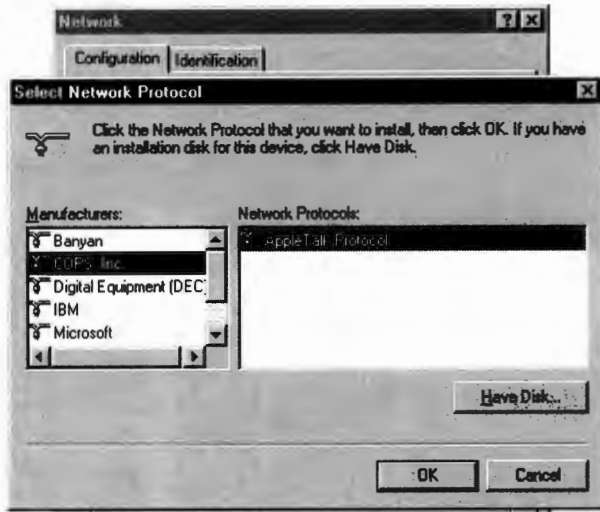 Network
Configuration
Identification
Select Network Protocol
Click the Network Protocol that you want to install, then click OK. If you have
an installation disk for this device, click Have Disk.
Manufacturers:
Banyan
COPS Inc.
Digital Equipment (DEC)
IBM
Microsoft
Network Protocols:
AppleTalk Protocol
Have Disk...
OK
Cancel